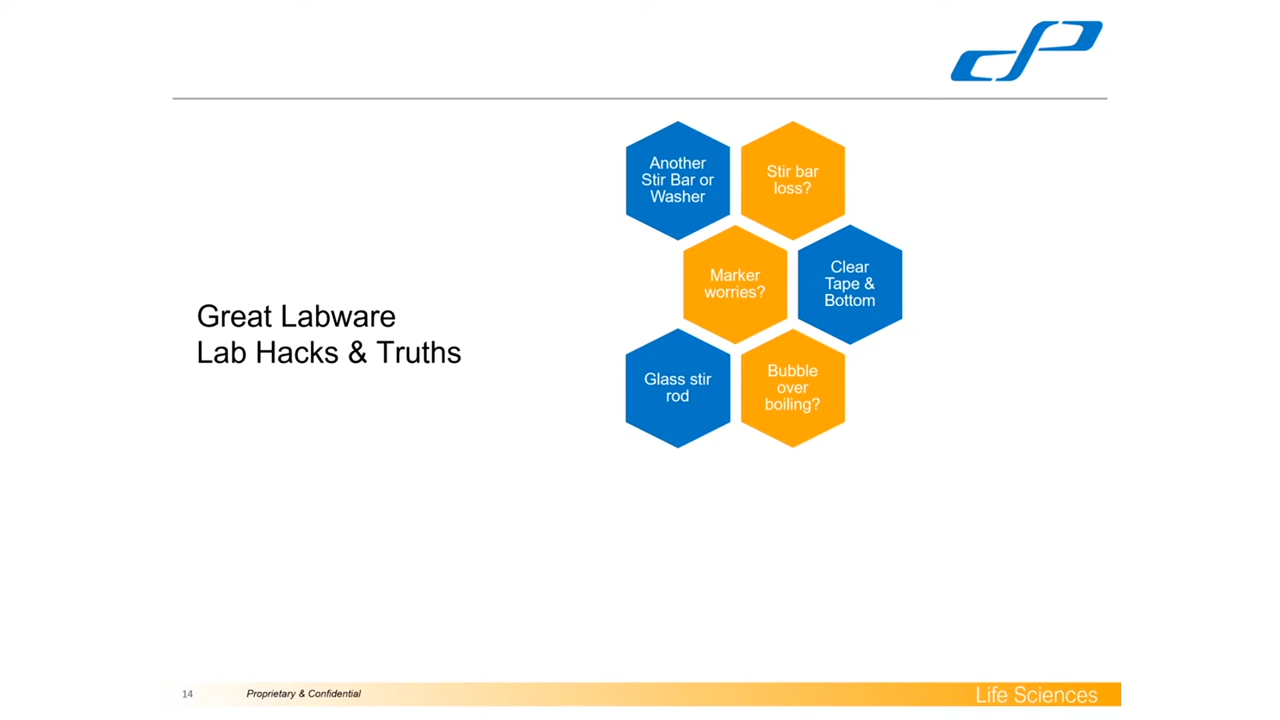 Another
Stir Bar or
Washer
Stir bar
loss?
Marker
worries?
Clear
Tape &
Bottom
Great Labware
Lab Hacks & Truths
Glass stir
rod
Bubble
over
boiling?
14
Proprietary & Confidential
Life Sciences